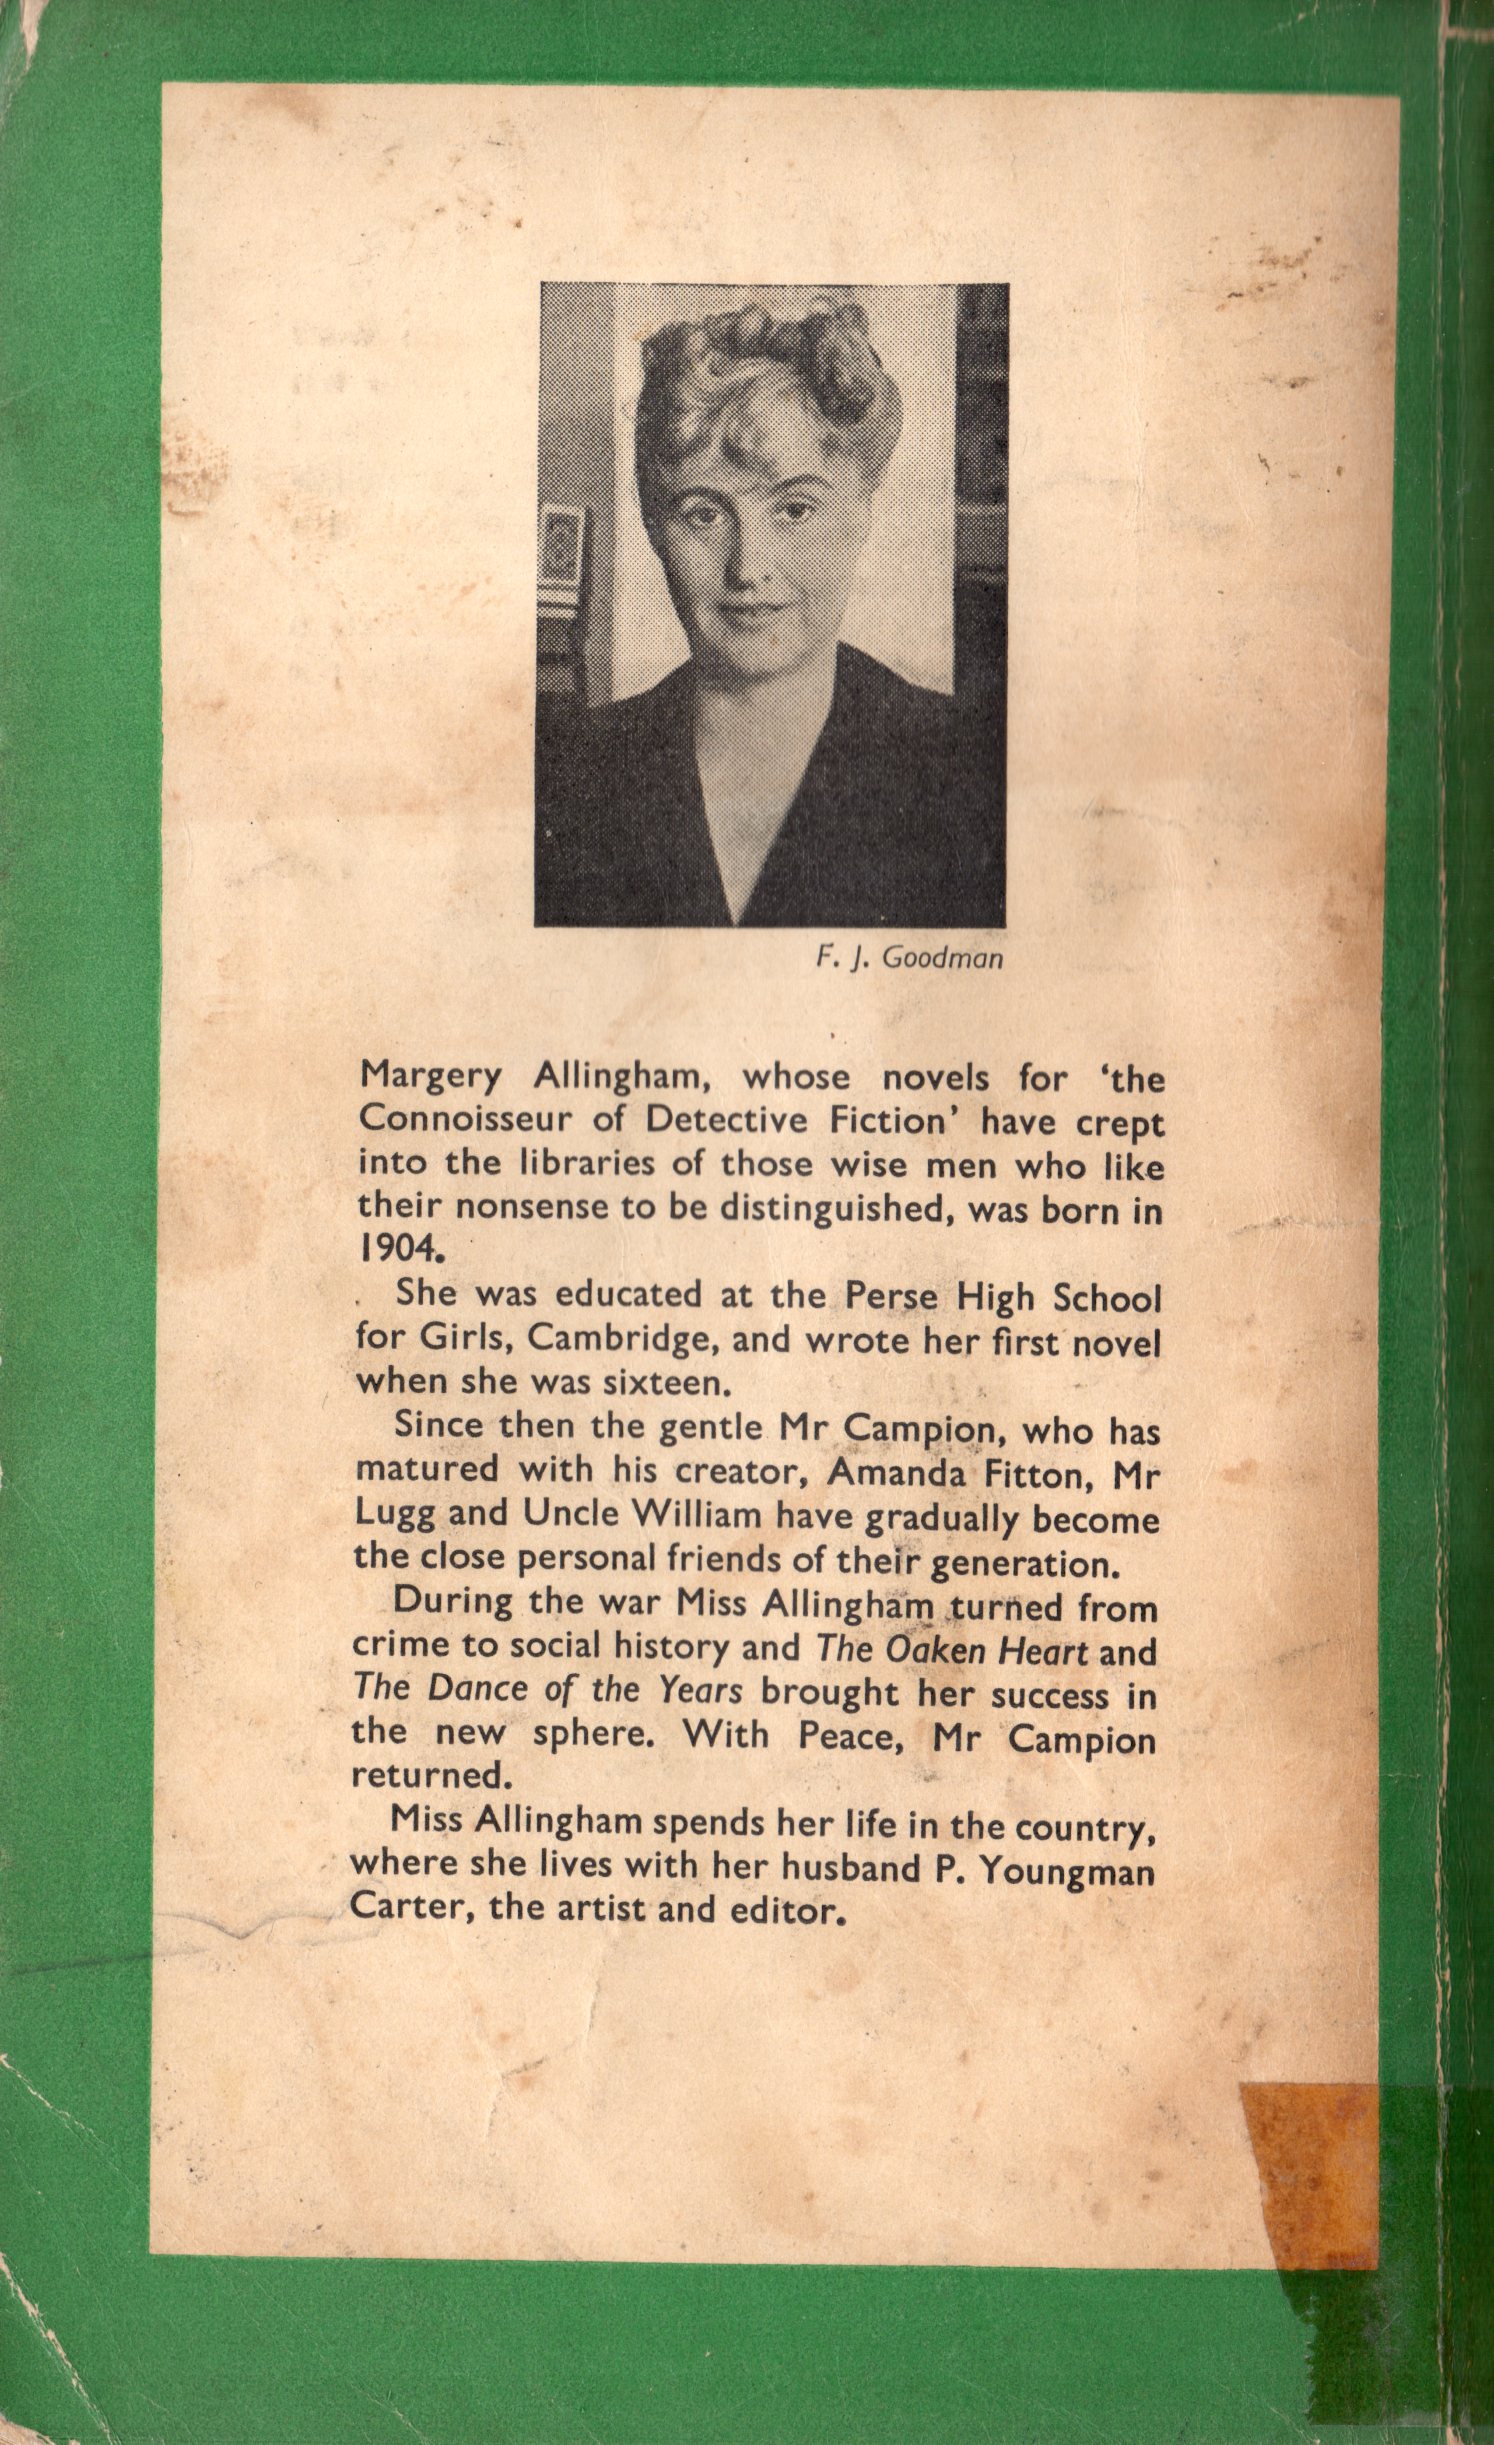 F. J. Goodman
Margery Allingham, whose novels for ‘the
Connoisseur of Detective Fiction’ have crept
into the libraries of those wise men who like
their nonsense to be distinguished, was born in
1904.
She was educated at the Perse High School
for Girls, Cambridge, and wrote her first novel
when she was sixteen.
Since then the gentle Mr Campion, who has
matured with his creator, Amanda Fitton, Mr
Lugg and Uncle William have gradually become
the close personal friends of their generation.
During the war Miss Allingham turned from
crime to social history and The Oaken Heart and
The Dance of the Years brought her success in
the new sphere. With Peace, Mr Campion
returned.
Miss Allingham spends her life in the country,
where she lives with her husband P. Youngman
Carter, the artist and editor.